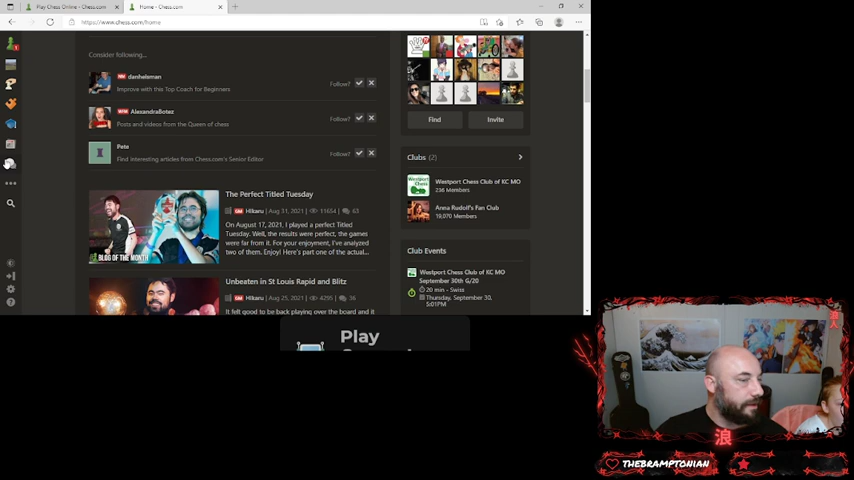 Play Chess Online - Chess.com
Home - Chess.com
https://www.chess.com/home
Consider following...
NM danheisman
Improve with this Top Coach for Beginners
Follow?
WFM AlexandraBotez
Posts and videos from the Queen of chess
Follow?
Pete
Find interesting articles from Chess.com's Senior Editor
Follow?
BLOG OF THE MONTH
The Perfect Titled Tuesday
GM Hikaru | Aug 31, 2021 | 11654 | 63
On August 17, 2021, I played a perfect Titled
Tuesday. Well, the results were perfect, the games
were far from it. For your enjoyment, I've analyzed
two of them. Enjoy! Here's part of the actual...
Unbeaten in St Louis Rapid and Blitz
GM Hikaru | Aug 25, 2021 | 4295 | 36
It felt good to be back playing over the board and it
Find
Invite
Clubs (2)
Westport Chess Club of KC MO
236 Members
Anna Rudolf's Fan Club
19,070 Members
Club Events
Westport Chess Club of KC MO
September 30th G/20
20 min - Swiss
Thursday, September 30,
5:01PM
Play
浪人
浪
THEBRAMPTONIAN